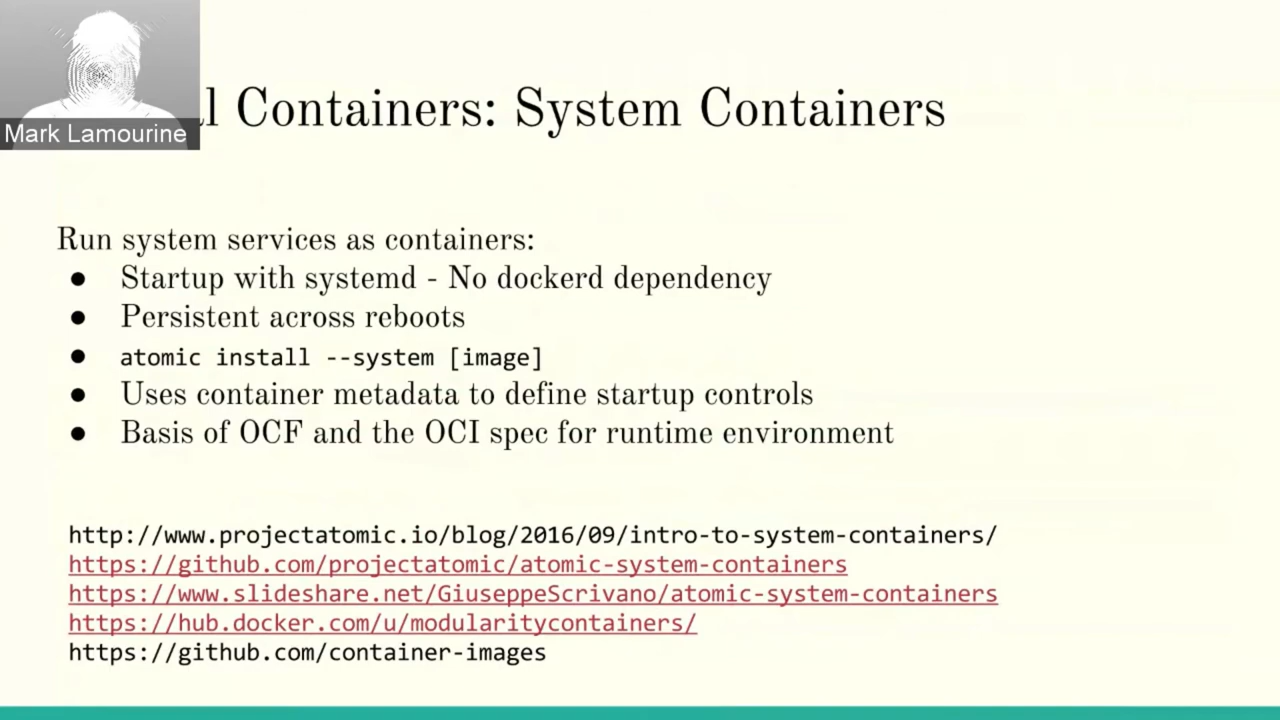 Containers: System Containers
Mark Lamourine
Run system services as containers:
● Startup with systemd - No dockerd dependency
● Persistent across reboots
● atomic install --system [image]
● Uses container metadata to define startup controls
● Basis of OCF and the OCI spec for runtime environment
http://www.projectatomic.io/blog/2016/09/intro-to-system-containers/
https://github.com/projectatomic/atomic-system-containers
https://www.slideshare.net/GiuseppeScrivano/atomic-system-containers
https://hub.docker.com/u/modularitycontainers/
https://github.com/container-images